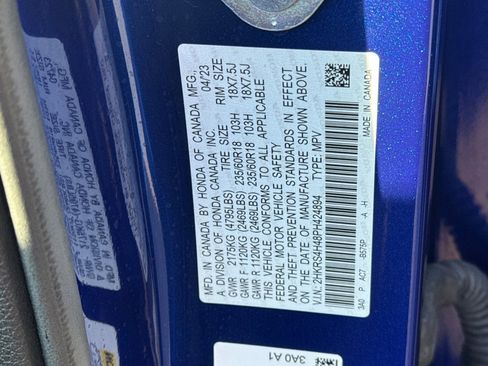 MFD. BY HONDA OF CANADA MFG.
A DIVISION OF HONDA CANADA INC. 04/23
TIRE SIZE RIM SIZE
GVWR 2175KG (4795LBS)
GAWR F 1120KG (2469LBS) 235/60R18 103H 18X7.5J
GAWR R 1120KG (2469LBS) 235/60R18 103H 18X7.5J
THIS VEHICLE CONFORMS TO ALL APPLICABLE
FEDERAL MOTOR VEHICLE SAFETY
AND THEFT PREVENTION STANDARDS IN EFFECT
ON THE DATE OF MANUFACTURE SHOWN ABOVE.
V.I.N: 2HKRS4H48PH424894 TYPE: MPV
3A0 P AC7 -B575P A -H MADE IN CANADA
3A0 A1